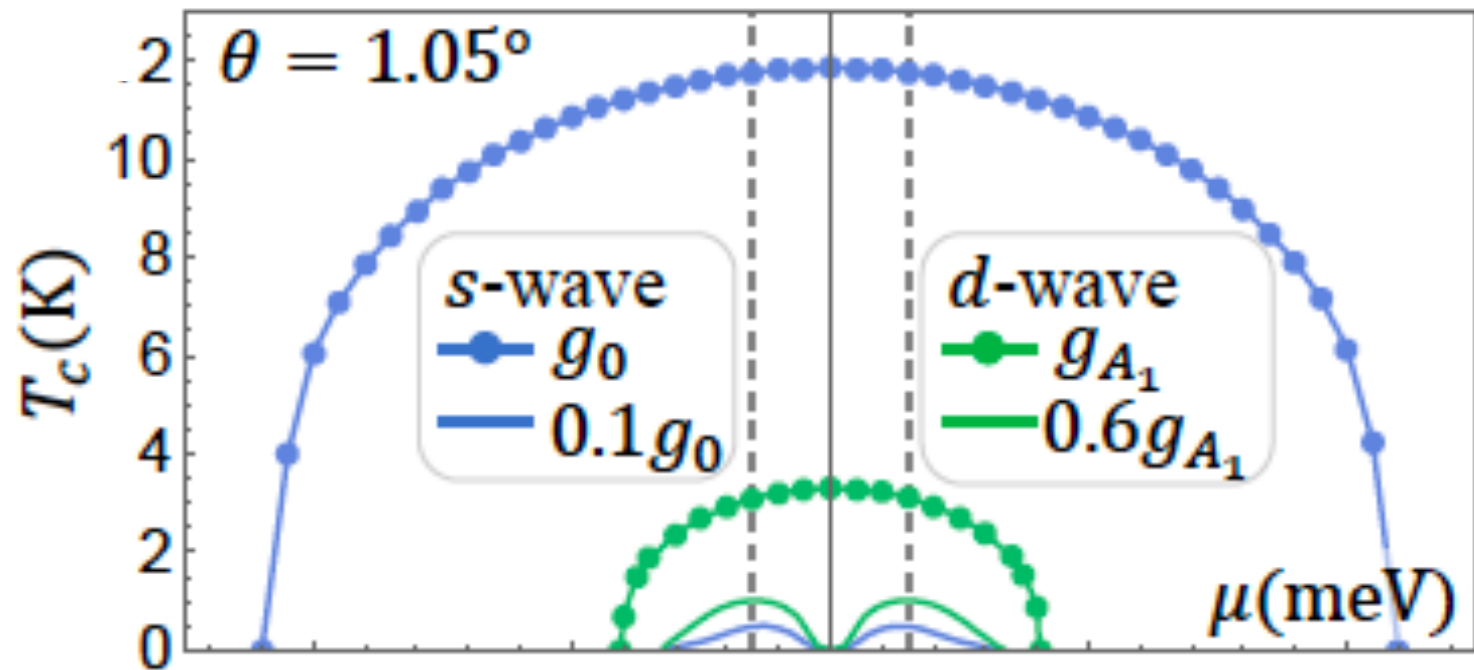 θ = 1.05°
2
10
8
6
4
2
0
T_c(K)
s-wave
g_0
0.1g_0
d-wave
g_{A_1}
0.6g_{A_1}
μ(meV)